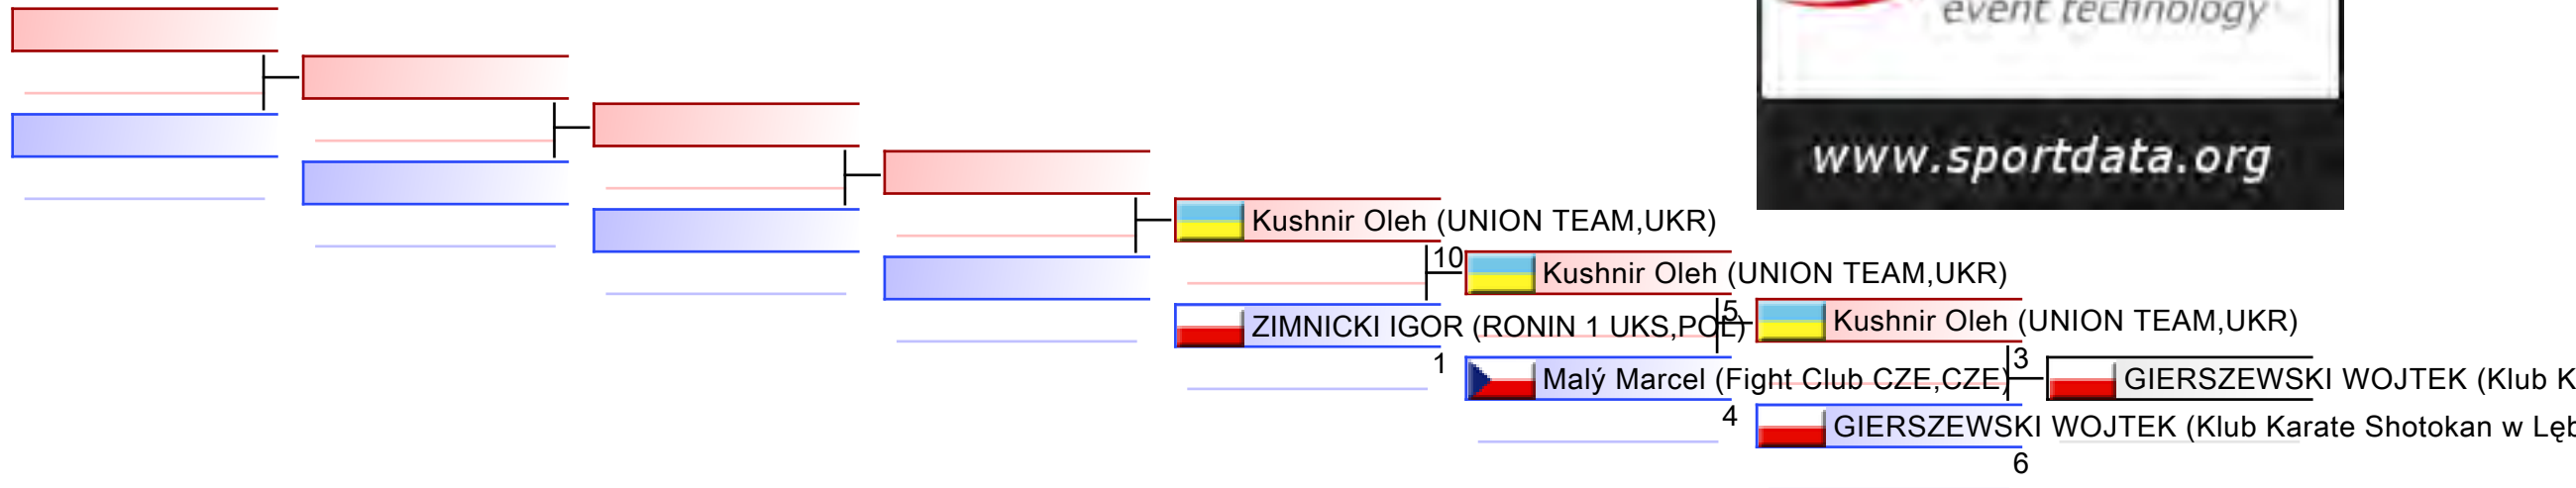 event technology
www.sportdata.org
Kushnir Oleh (UNION TEAM,UKR)
10
Kushnir Oleh (UNION TEAM,UKR)
ZIMNICKI IGOR (RONIN 1 UKS,POL)
5
Kushnir Oleh (UNION TEAM,UKR)
1
Malý Marcel (Fight Club CZE,CZE)
3
GIERSZEWSKI WOJTEK (Klub K
4
GIERSZEWSKI WOJTEK (Klub Karate Shotokan w Lęb
6